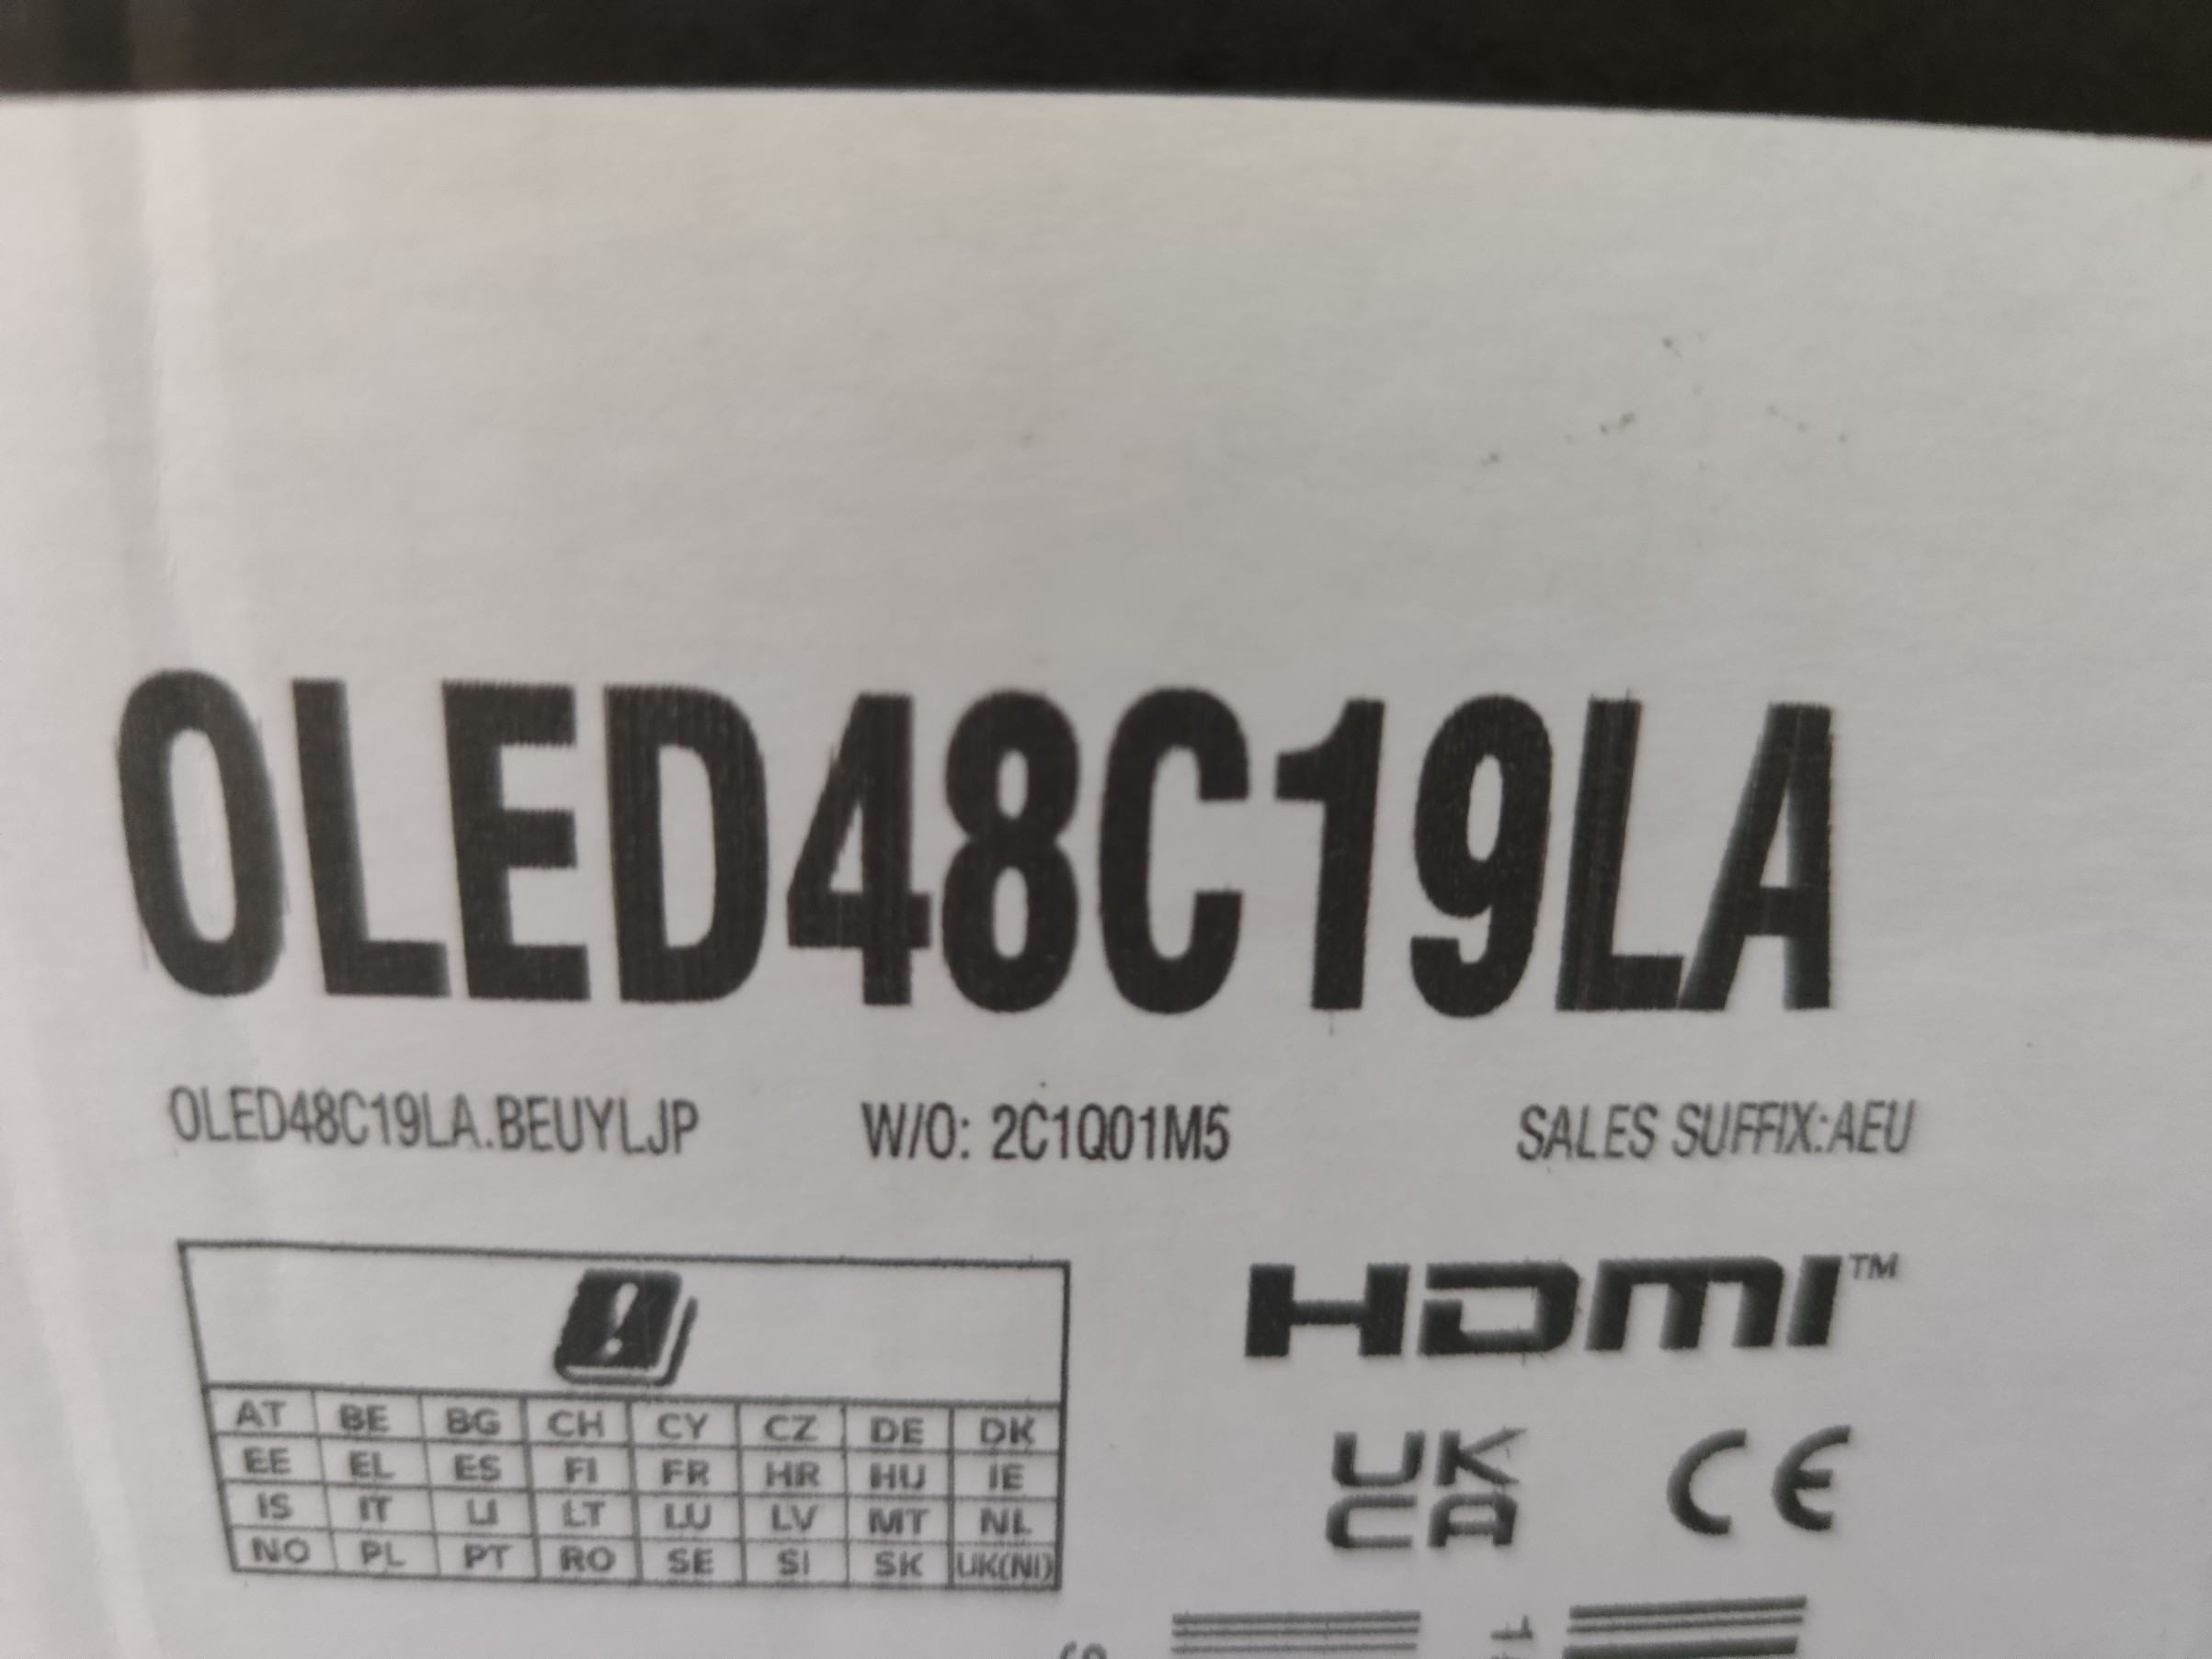 OLED48C19LA
OLED48C19LA.BEUYLJP W/O: 2C1Q01M5 SALES SUFFIX:AEU
HDMI™
AT BE BG CH CY CZ DE DK
EE EL ES FI FR HR HU IE
IS IT LI LT LU LV MT NL
NO PL PT RO SE SI SK UK(NI)
UK
CA
CE